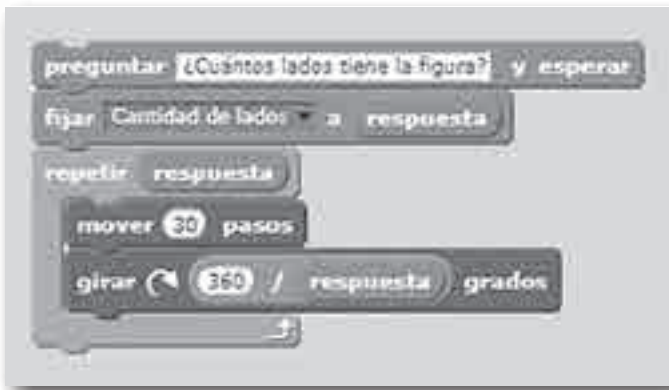 preguntar ¿Cuántos lados tiene la figura? y esperar
fijar Cantidad de lados a respuesta
repetir respuesta
mover 30 pasos
girar 360 / respuesta grados